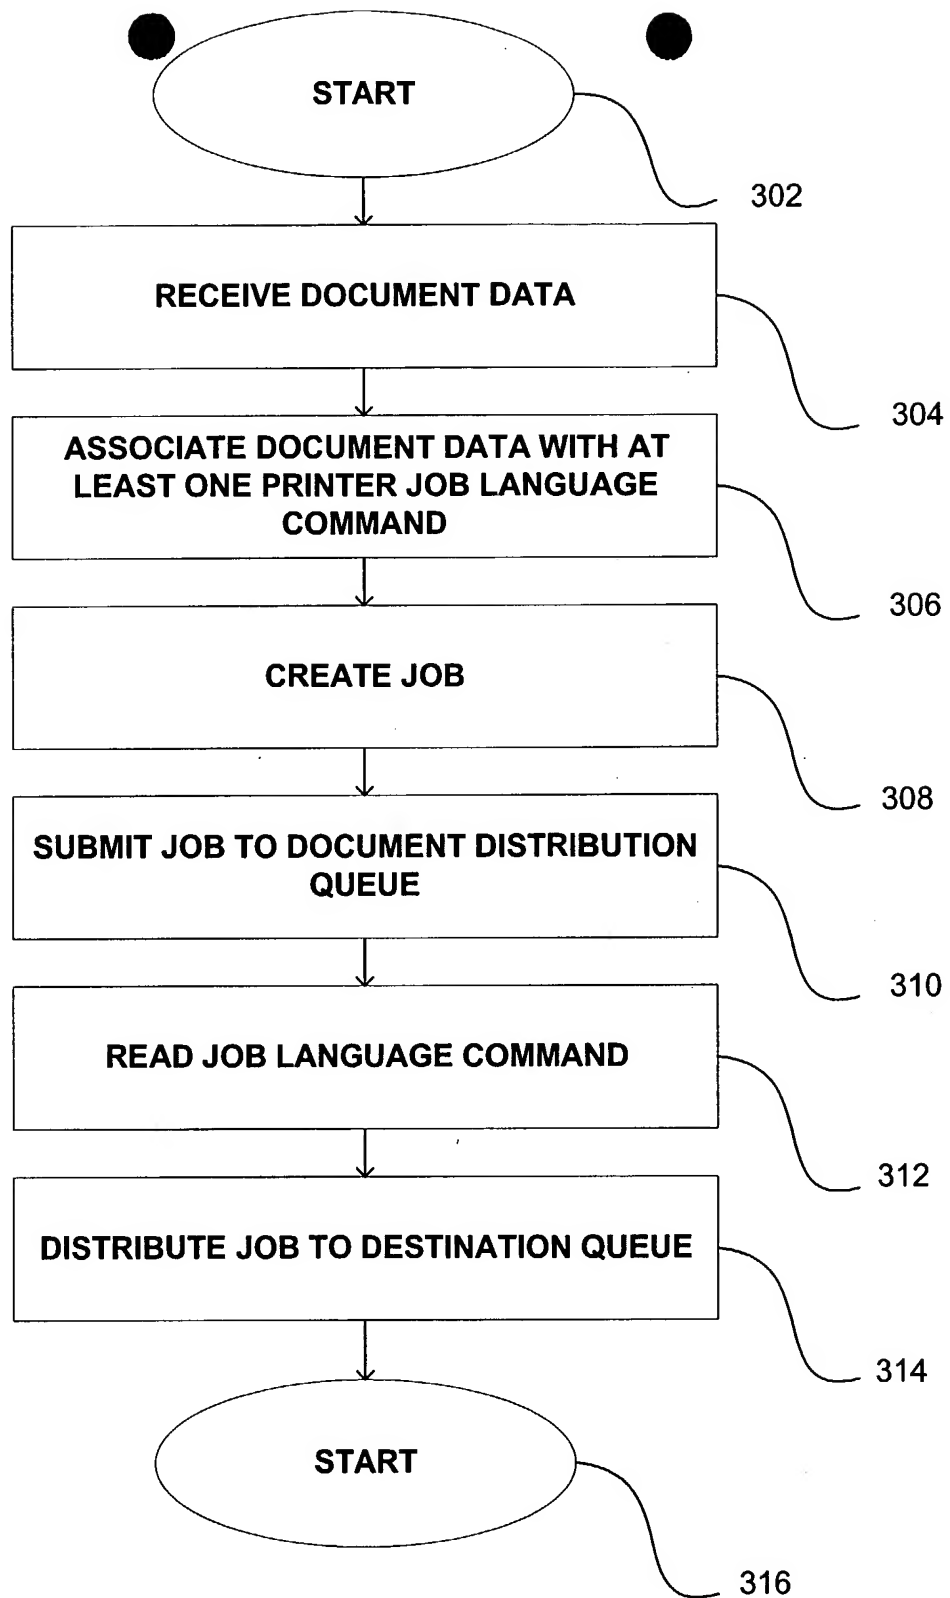 START
302
RECEIVE DOCUMENT DATA
304
ASSOCIATE DOCUMENT DATA WITH AT
LEAST ONE PRINTER JOB LANGUAGE
COMMAND
306
CREATE JOB
308
SUBMIT JOB TO DOCUMENT DISTRIBUTION
QUEUE
310
READ JOB LANGUAGE COMMAND
312
DISTRIBUTE JOB TO DESTINATION QUEUE
314
START
316